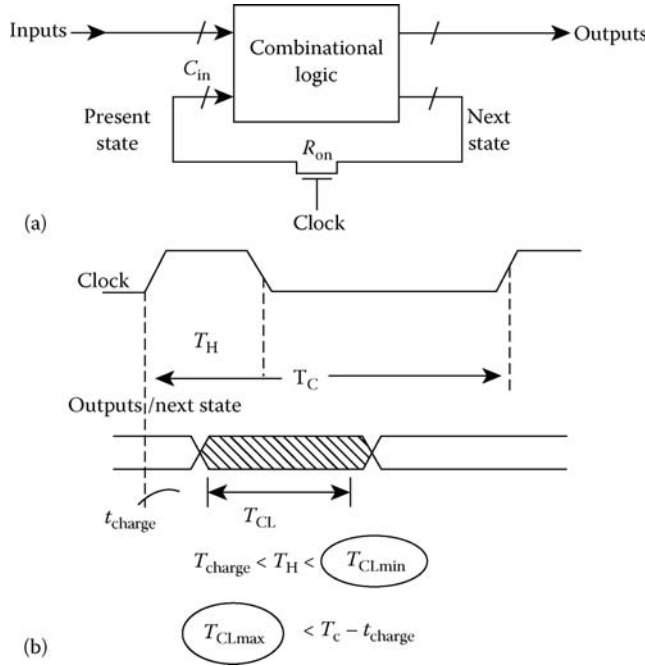 Inputs
Combinational
logic
Outputs
C_in
Present
state
R_on
Next
state
Clock
(a)
Clock
T_H
T_C
Outputs/next state
t_charge
T_CL
T_charge < T_H < T_CLmin
T_CLmax < T_c − t_charge
(b)